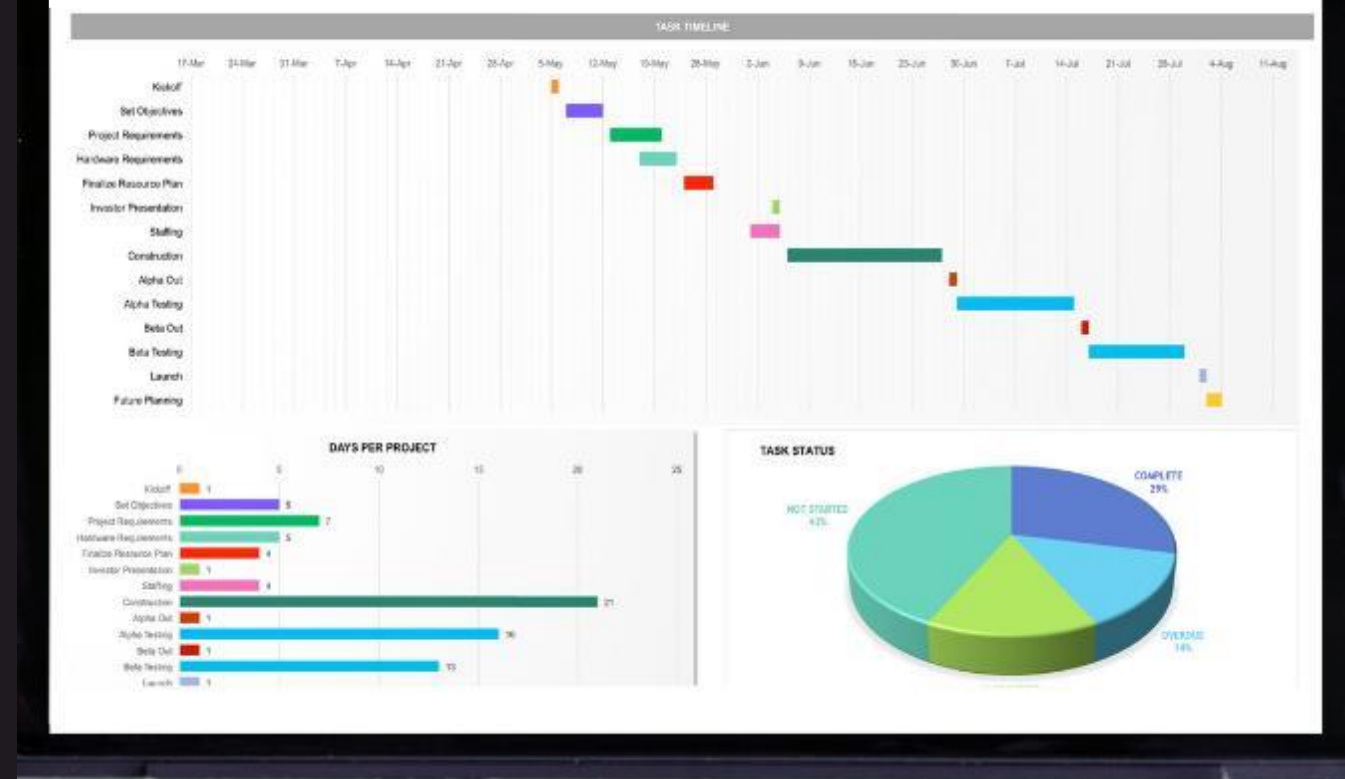 TASK TIMELINE
17-Mar 24-Mar 31-Mar 7-Apr 14-Apr 21-Apr 28-Apr 5-May 12-May 19-May 26-May 2-Jun 9-Jun 16-Jun 23-Jun 30-Jun 7-Jul 14-Jul 21-Jul 28-Jul 4-Aug 11-Aug
Kickoff
Set Objectives
Project Requirements
Hardware Requirements
Finalize Resource Plan
Investor Presentation
Staffing
Construction
Alpha Out
Alpha Testing
Beta Out
Beta Testing
Launch
Future Planning
DAYS PER PROJECT
0 5 10 15 20 25
Kickoff 1
Set Objectives 5
Project Requirements 7
Hardware Requirements 5
Finalize Resource Plan 4
Investor Presentation 1
Staffing 4
Construction 21
Alpha Out 1
Alpha Testing 16
Beta Out 1
Beta Testing 13
Launch 1
TASK STATUS
COMPLETE
29%
NOT STARTED
OVERDUE
14%